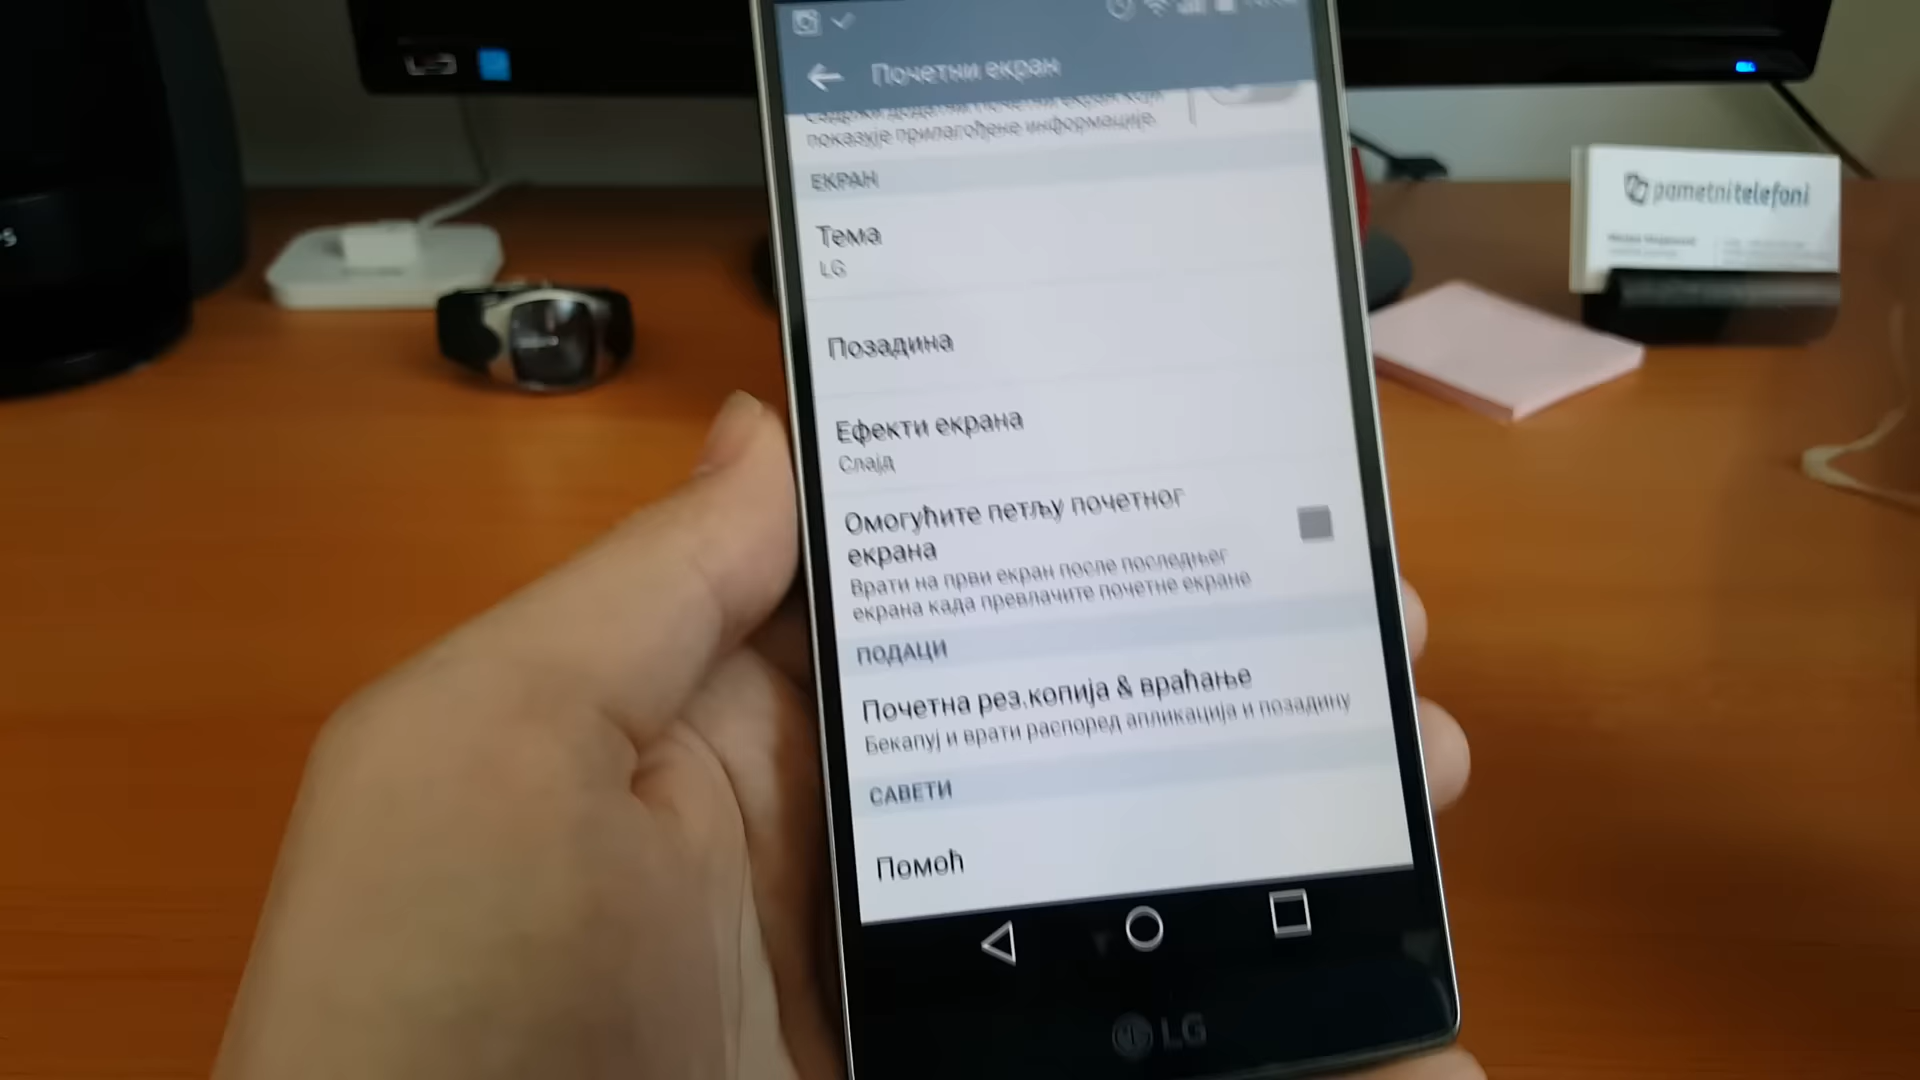 Почетни екран
показује прилагођене информације.
ЕКРАН
Тема
LG
Позадина
Ефекти екрана
Слајд
Омогућите петљу почетног
екрана
Врати на први екран после последњег
екрана када превлачите почетне екране
ПОДАЦИ
Почетна рез.копија & враћање
Бекапуј и врати распоред апликација и позадину
САВЕТИ
Помоћ
LG
pametnitelefoni